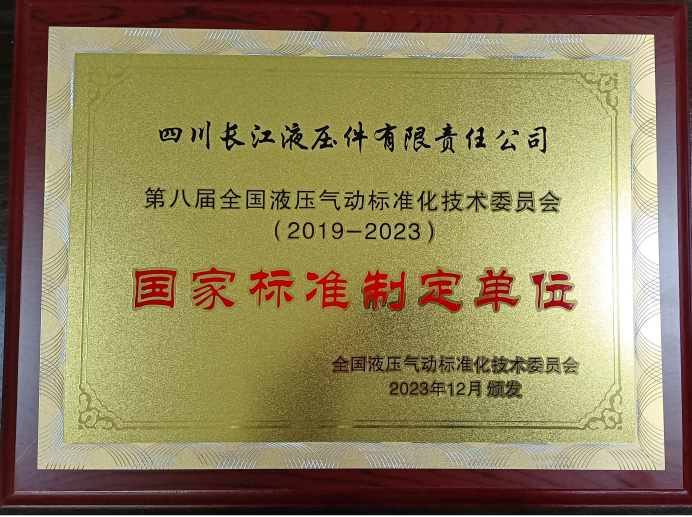 四川长江液压件有限责任公司
第八届全国液压气动标准化技术委员会
（2019-2023）
国家标准制定单位
全国液压气动标准化技术委员会
2023年12月 颁发